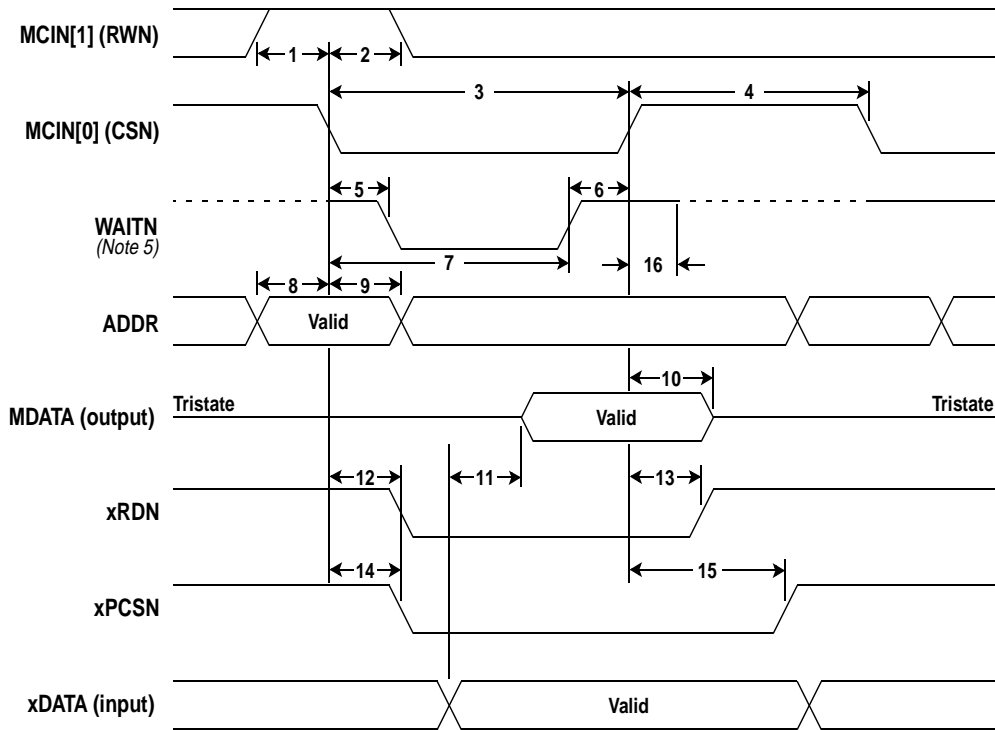 MCIN[1] (RWN)
1
2
3
4
MCIN[0] (CSN)
5
6
WAITN
(Note 5)
7
16
8
9
ADDR
Valid
10
MDATA (output)
Tristate
Valid
Tristate
12
11
13
xRDN
14
15
xPCSN
xDATA (input)
Valid